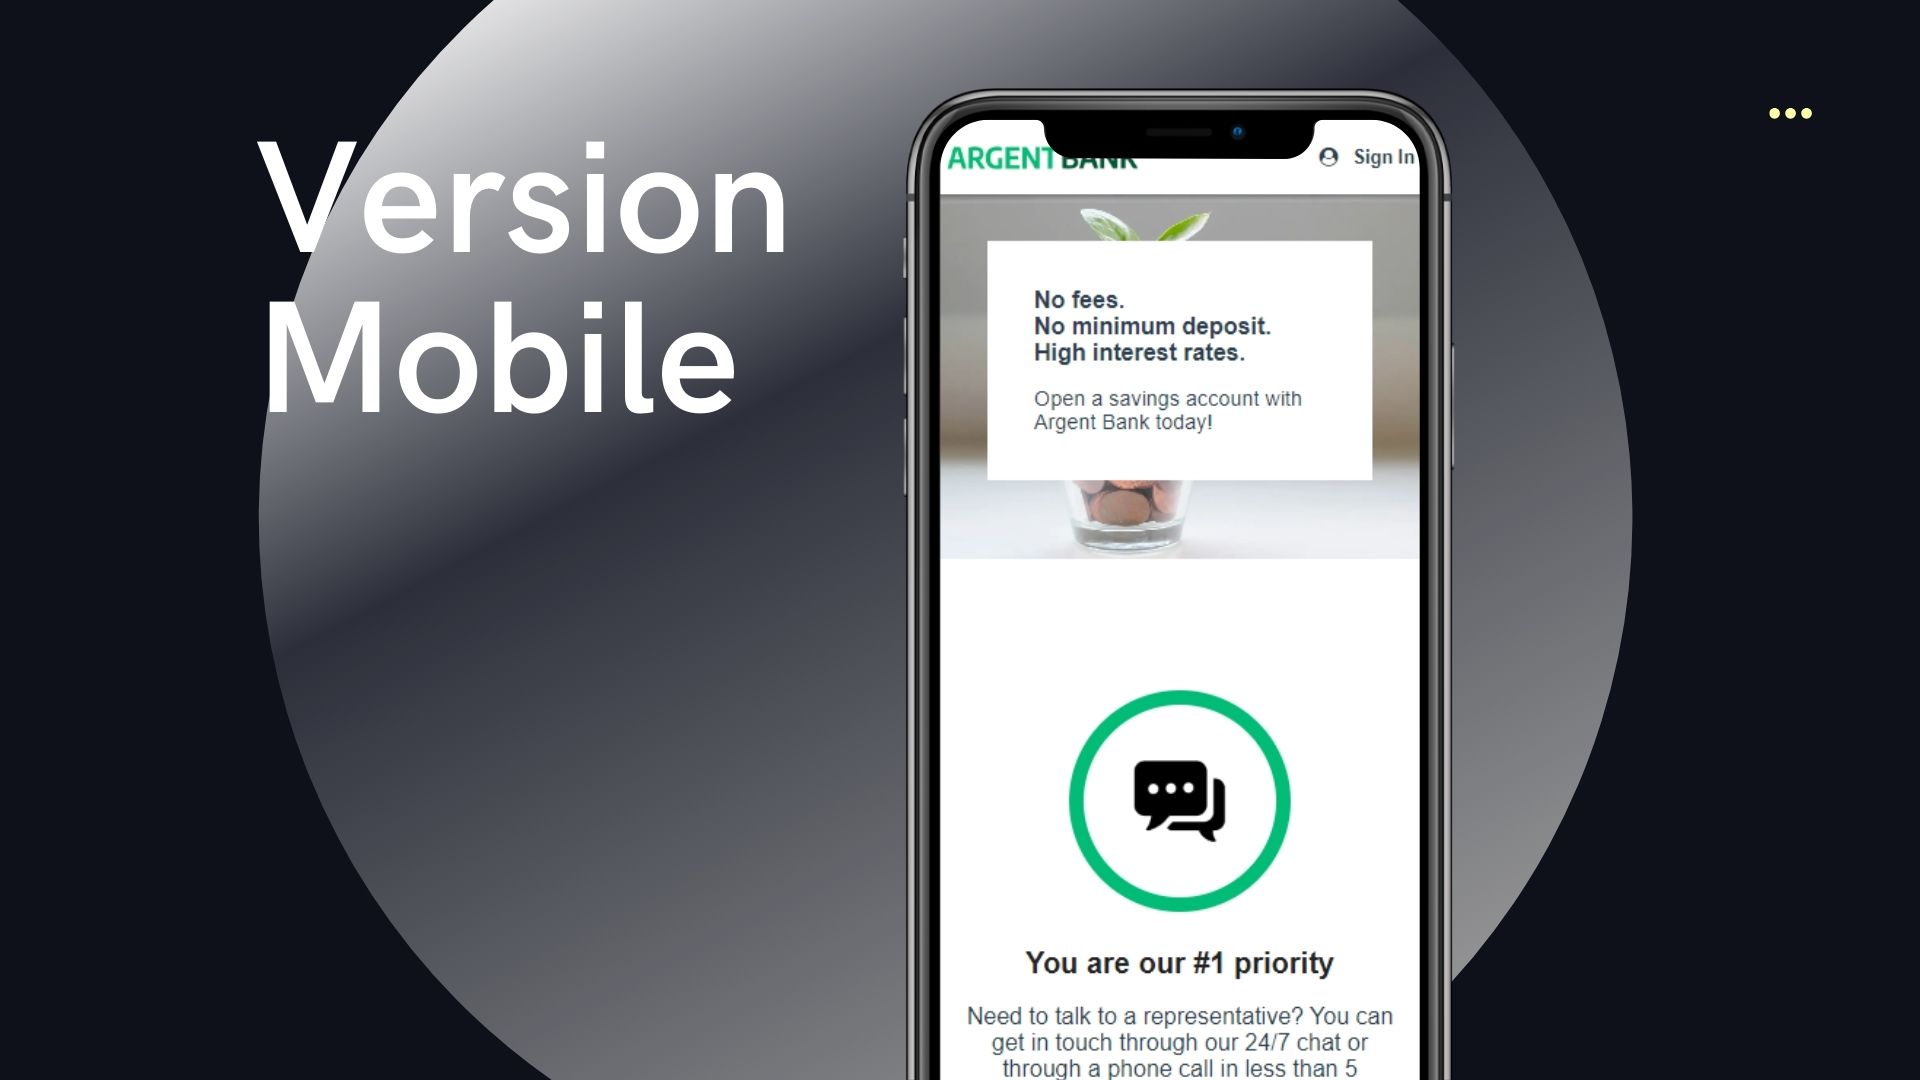 Version
Mobile
ARGENT BANK
Sign In
No fees.
No minimum deposit.
High interest rates.
Open a savings account with
Argent Bank today!
You are our #1 priority
Need to talk to a representative? You can
get in touch through our 24/7 chat or
through a phone call in less than 5